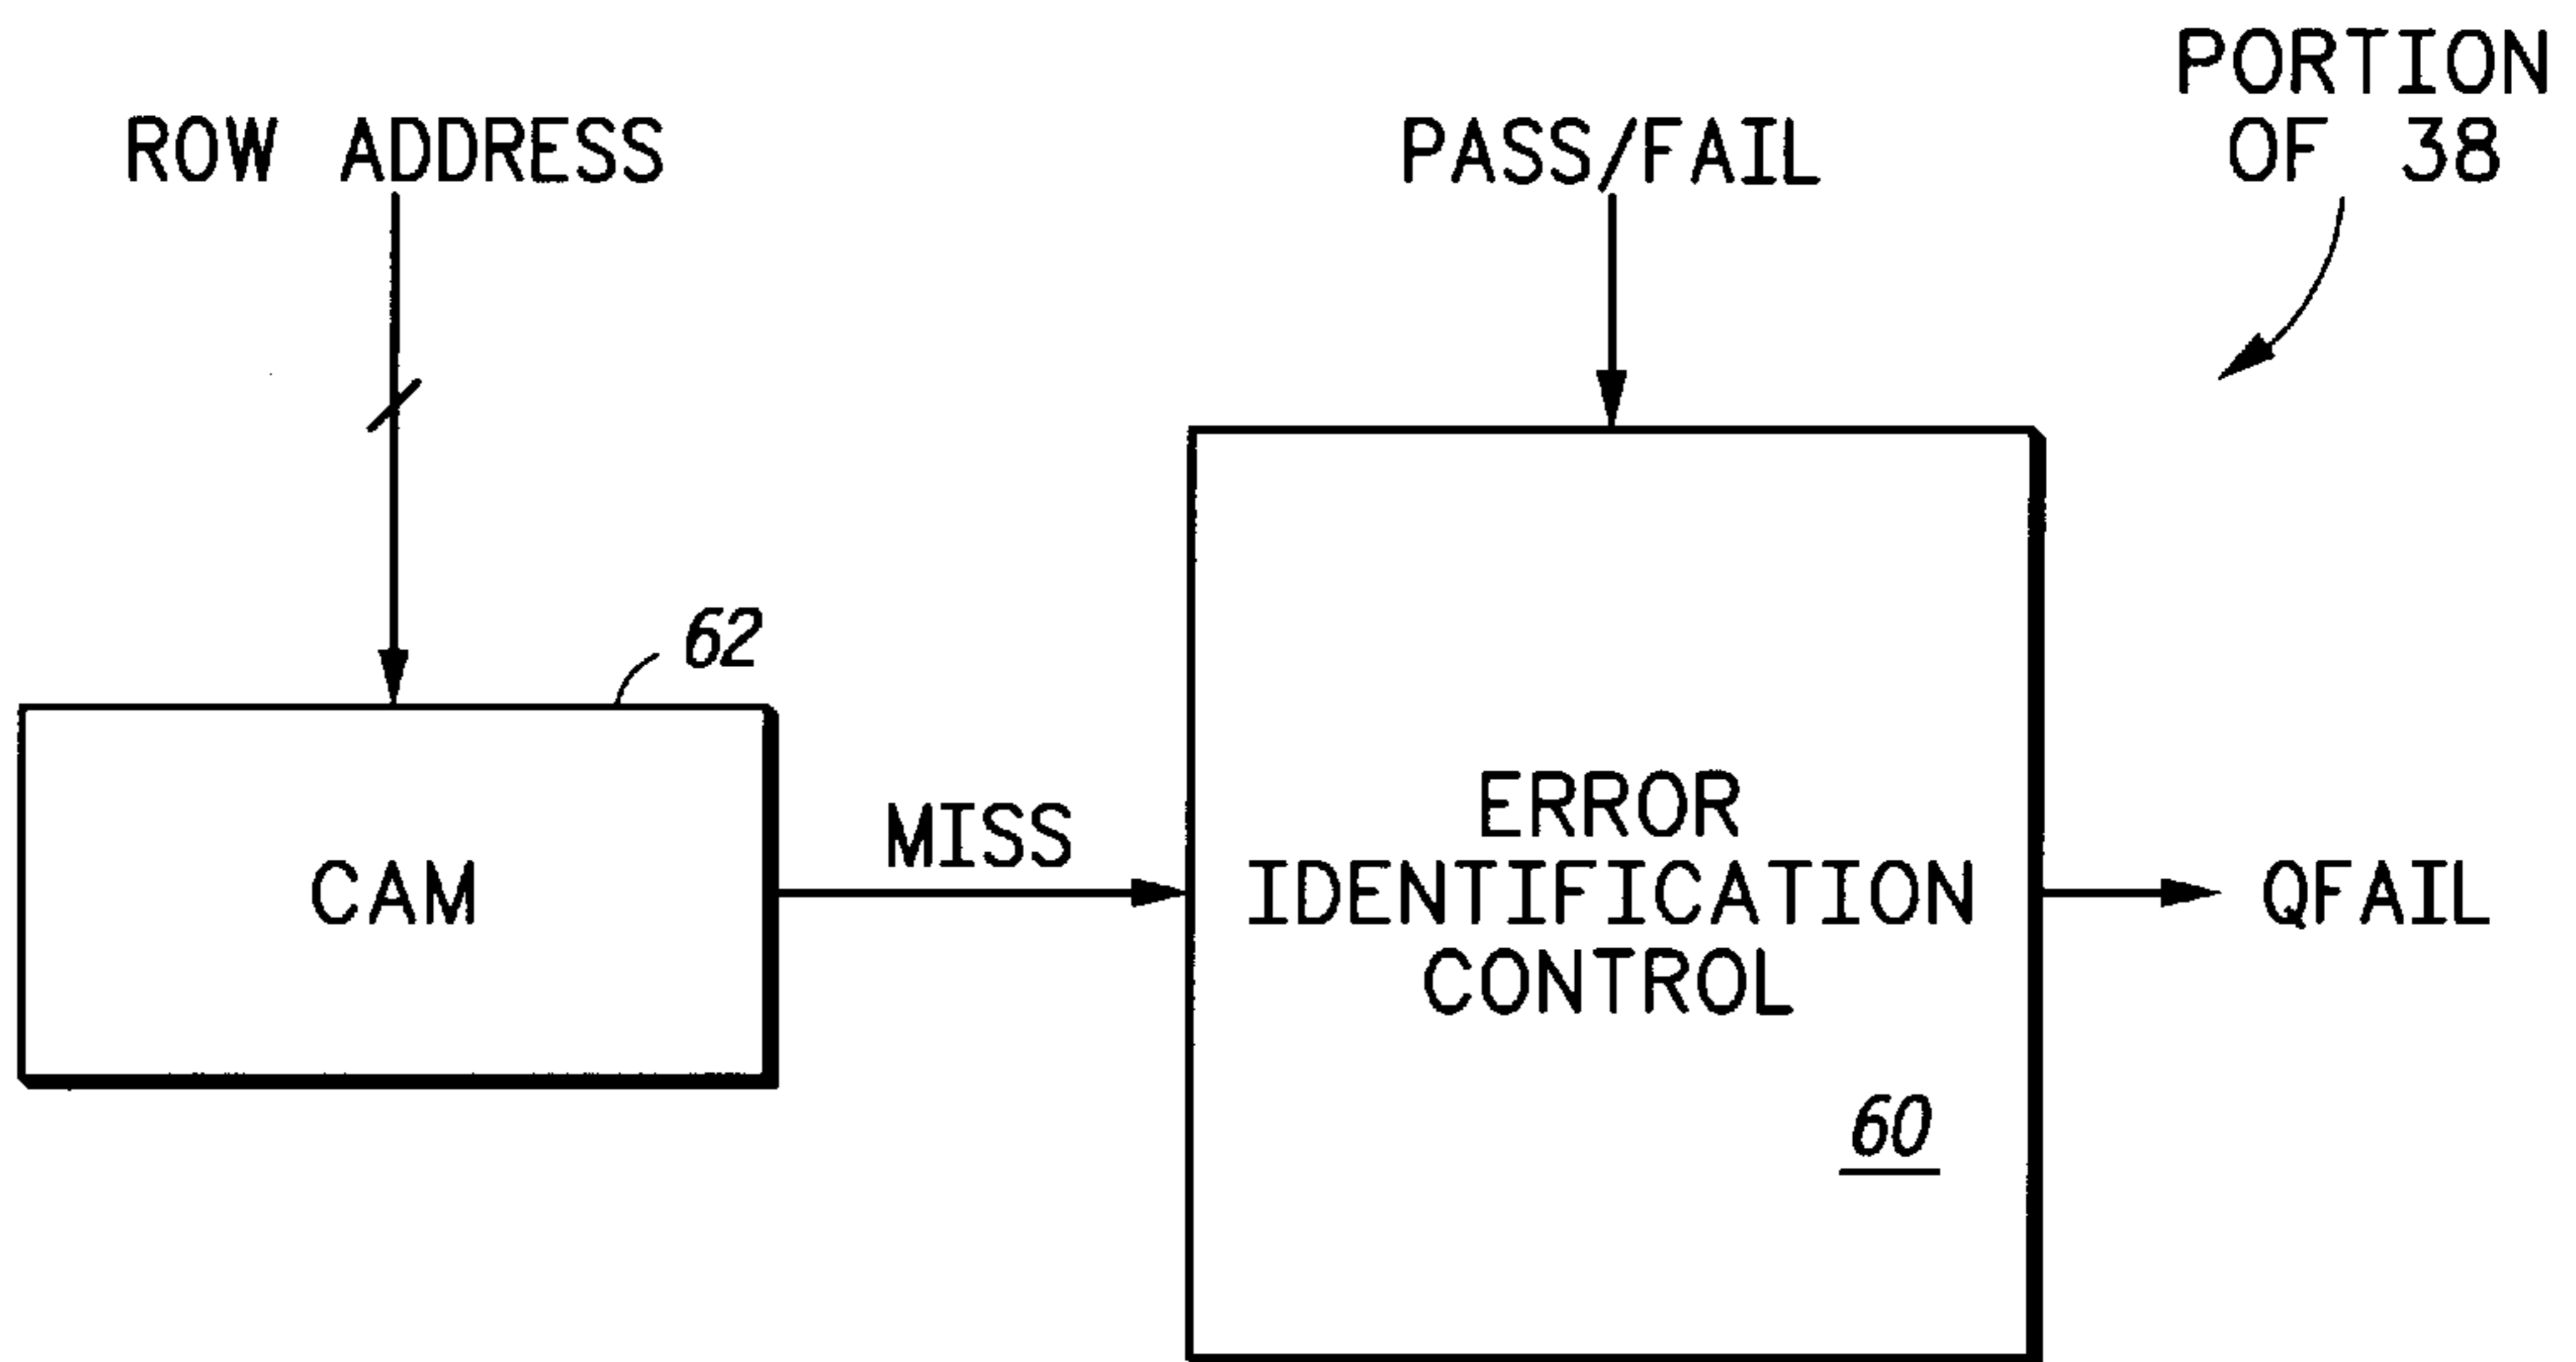 PORTION
OF 38
ROW ADDRESS
PASS/FAIL
62
CAM
MISS
ERROR
IDENTIFICATION
CONTROL
60
QFAIL